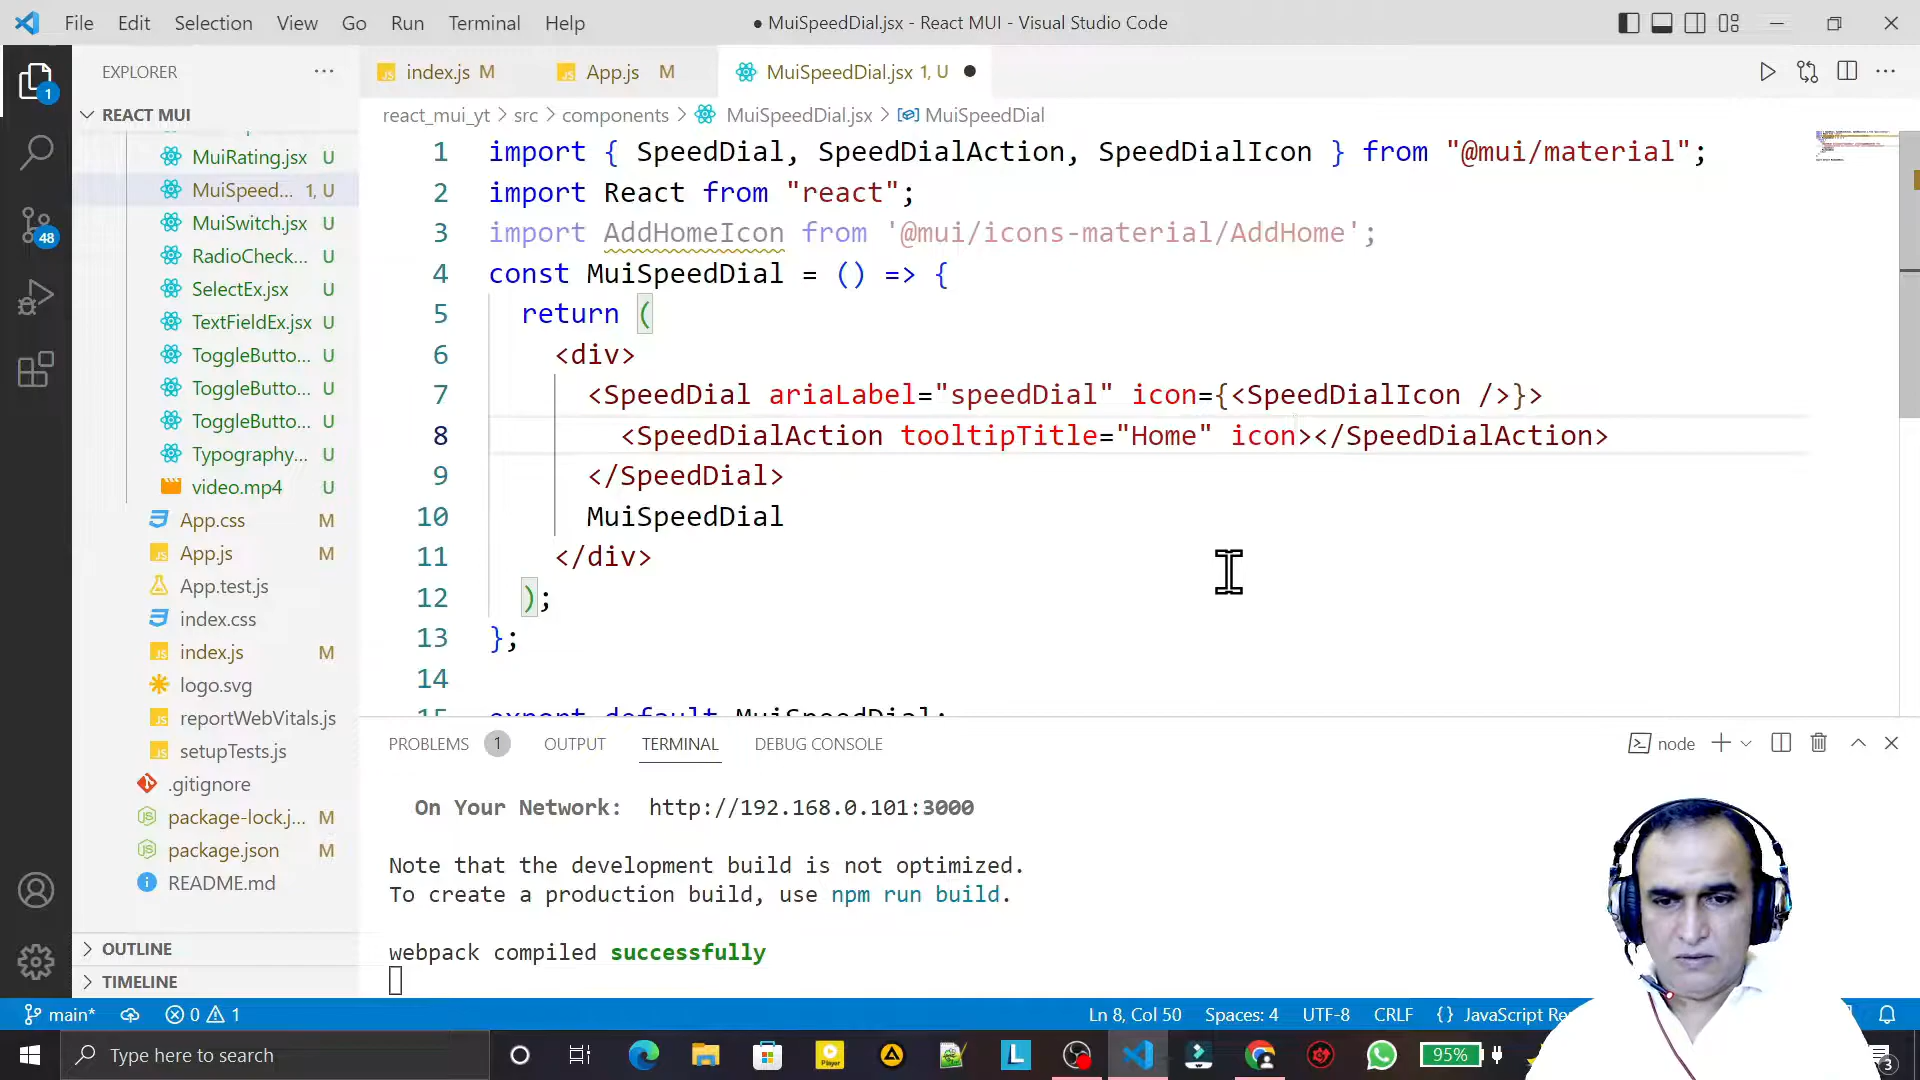 File Edit Selection View Go Run Terminal Help
● MuiSpeedDial.jsx - React MUI - Visual Studio Code
EXPLORER
index.js M
App.js M
MuiSpeedDial.jsx 1, U
REACT MUI
react_mui_yt > src > components > MuiSpeedDial.jsx > MuiSpeedDial
MuiRating.jsx U
MuiSpeed... 1, U
MuiSwitch.jsx U
RadioCheck... U
SelectEx.jsx U
TextFieldEx.jsx U
ToggleButto... U
ToggleButto... U
ToggleButto... U
Typography... U
video.mp4 U
App.css M
App.js M
App.test.js
index.css
index.js M
logo.svg
reportWebVitals.js
setupTests.js
.gitignore
package-lock.j... M
package.json M
README.md
OUTLINE
TIMELINE
1
48
1 import { SpeedDial, SpeedDialAction, SpeedDialIcon } from "@mui/material";
2 import React from "react";
3 import AddHomeIcon from '@mui/icons-material/AddHome';
4 const MuiSpeedDial = () => {
5 return (
6 <div>
7 <SpeedDial ariaLabel="speedDial" icon={<SpeedDialIcon />}>
8 <SpeedDialAction tooltipTitle="Home" icon></SpeedDialAction>
9 </SpeedDial>
10 MuiSpeedDial
11 </div>
12 );
13 };
14
15 export default MuiSpeedDial;
PROBLEMS 1 OUTPUT TERMINAL DEBUG CONSOLE
node
On Your Network: http://192.168.0.101:3000
Note that the development build is not optimized.
To create a production build, use npm run build.
webpack compiled successfully
main* 0 1
Ln 8, Col 50 Spaces: 4 UTF-8 CRLF {} JavaScript Re
Type here to search
L
95%
3